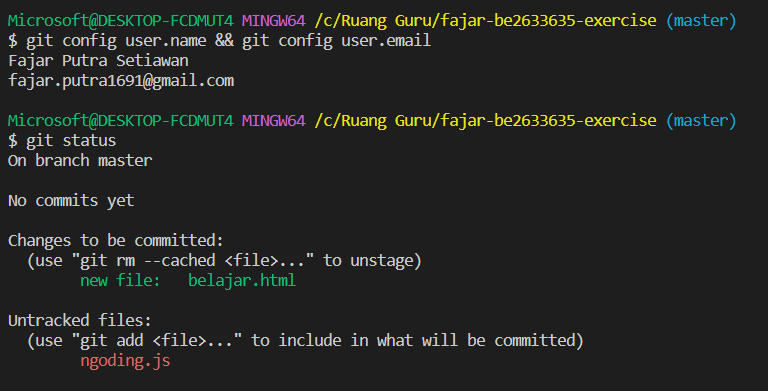 Microsoft@DESKTOP-FCDMUT4 MINGW64 /c/Ruang Guru/fajar-be2633635-exercise (master)
$ git config user.name && git config user.email
Fajar Putra Setiawan
fajar.putra1691@gmail.com
Microsoft@DESKTOP-FCDMUT4 MINGW64 /c/Ruang Guru/fajar-be2633635-exercise (master)
$ git status
On branch master
No commits yet
Changes to be committed:
(use "git rm --cached <file>..." to unstage)
new file:   belajar.html
Untracked files:
(use "git add <file>..." to include in what will be committed)
ngoding.js